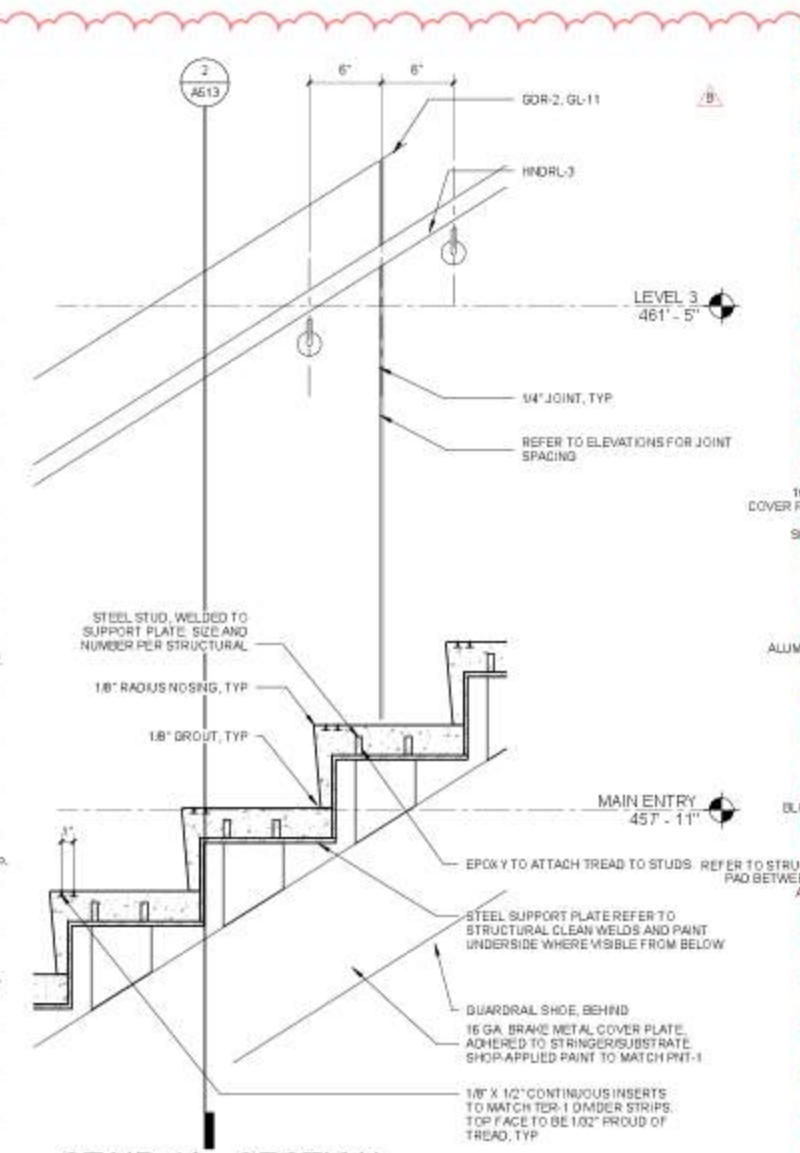 2
A513
6"
6"
GDR-2, GL-11
B
HNDRL-3
LEVEL 3
461' - 5"
1/4" JOINT, TYP
REFER TO ELEVATIONS FOR JOINT
SPACING
COVER
STEEL STUD, WELDED TO
SUPPORT PLATE. SIZE AND
NUMBER PER STRUCTURAL
ALUM
1/8" RADIUS NOSING, TYP
1/8" GROUT, TYP
MAIN ENTRY
457' - 11"
1"
EPOXY TO ATTACH TREAD TO STUDS.
REFER TO STRU
PAD BETWE
STEEL SUPPORT PLATE REFER TO
STRUCTURAL CLEAN WELDS AND PAINT
UNDERSIDE WHERE VISIBLE FROM BELOW
GUARDRAIL SHOE, BEHIND
16 GA. BRAKE METAL COVER PLATE,
ADHERED TO STRINGER/SUBSTRATE.
SHOP-APPLIED PAINT TO MATCH PNT-1
1/8" X 1/2" CONTINUOUS INSERTS
TO MATCH TER-1 DIVIDER STRIPS.
TOP FACE TO BE 1/32" PROUD OF
TREAD, TYP